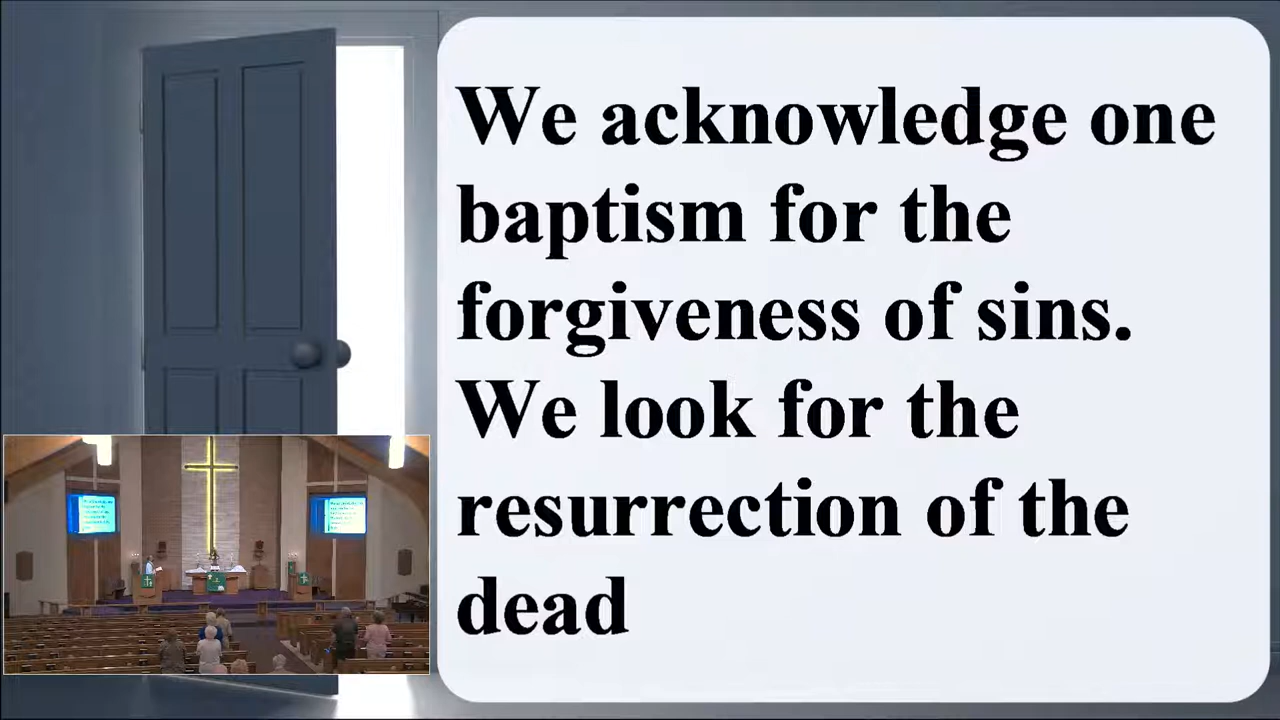 We acknowledge one
baptism for the
forgiveness of sins.
We look for the
resurrection of the
dead